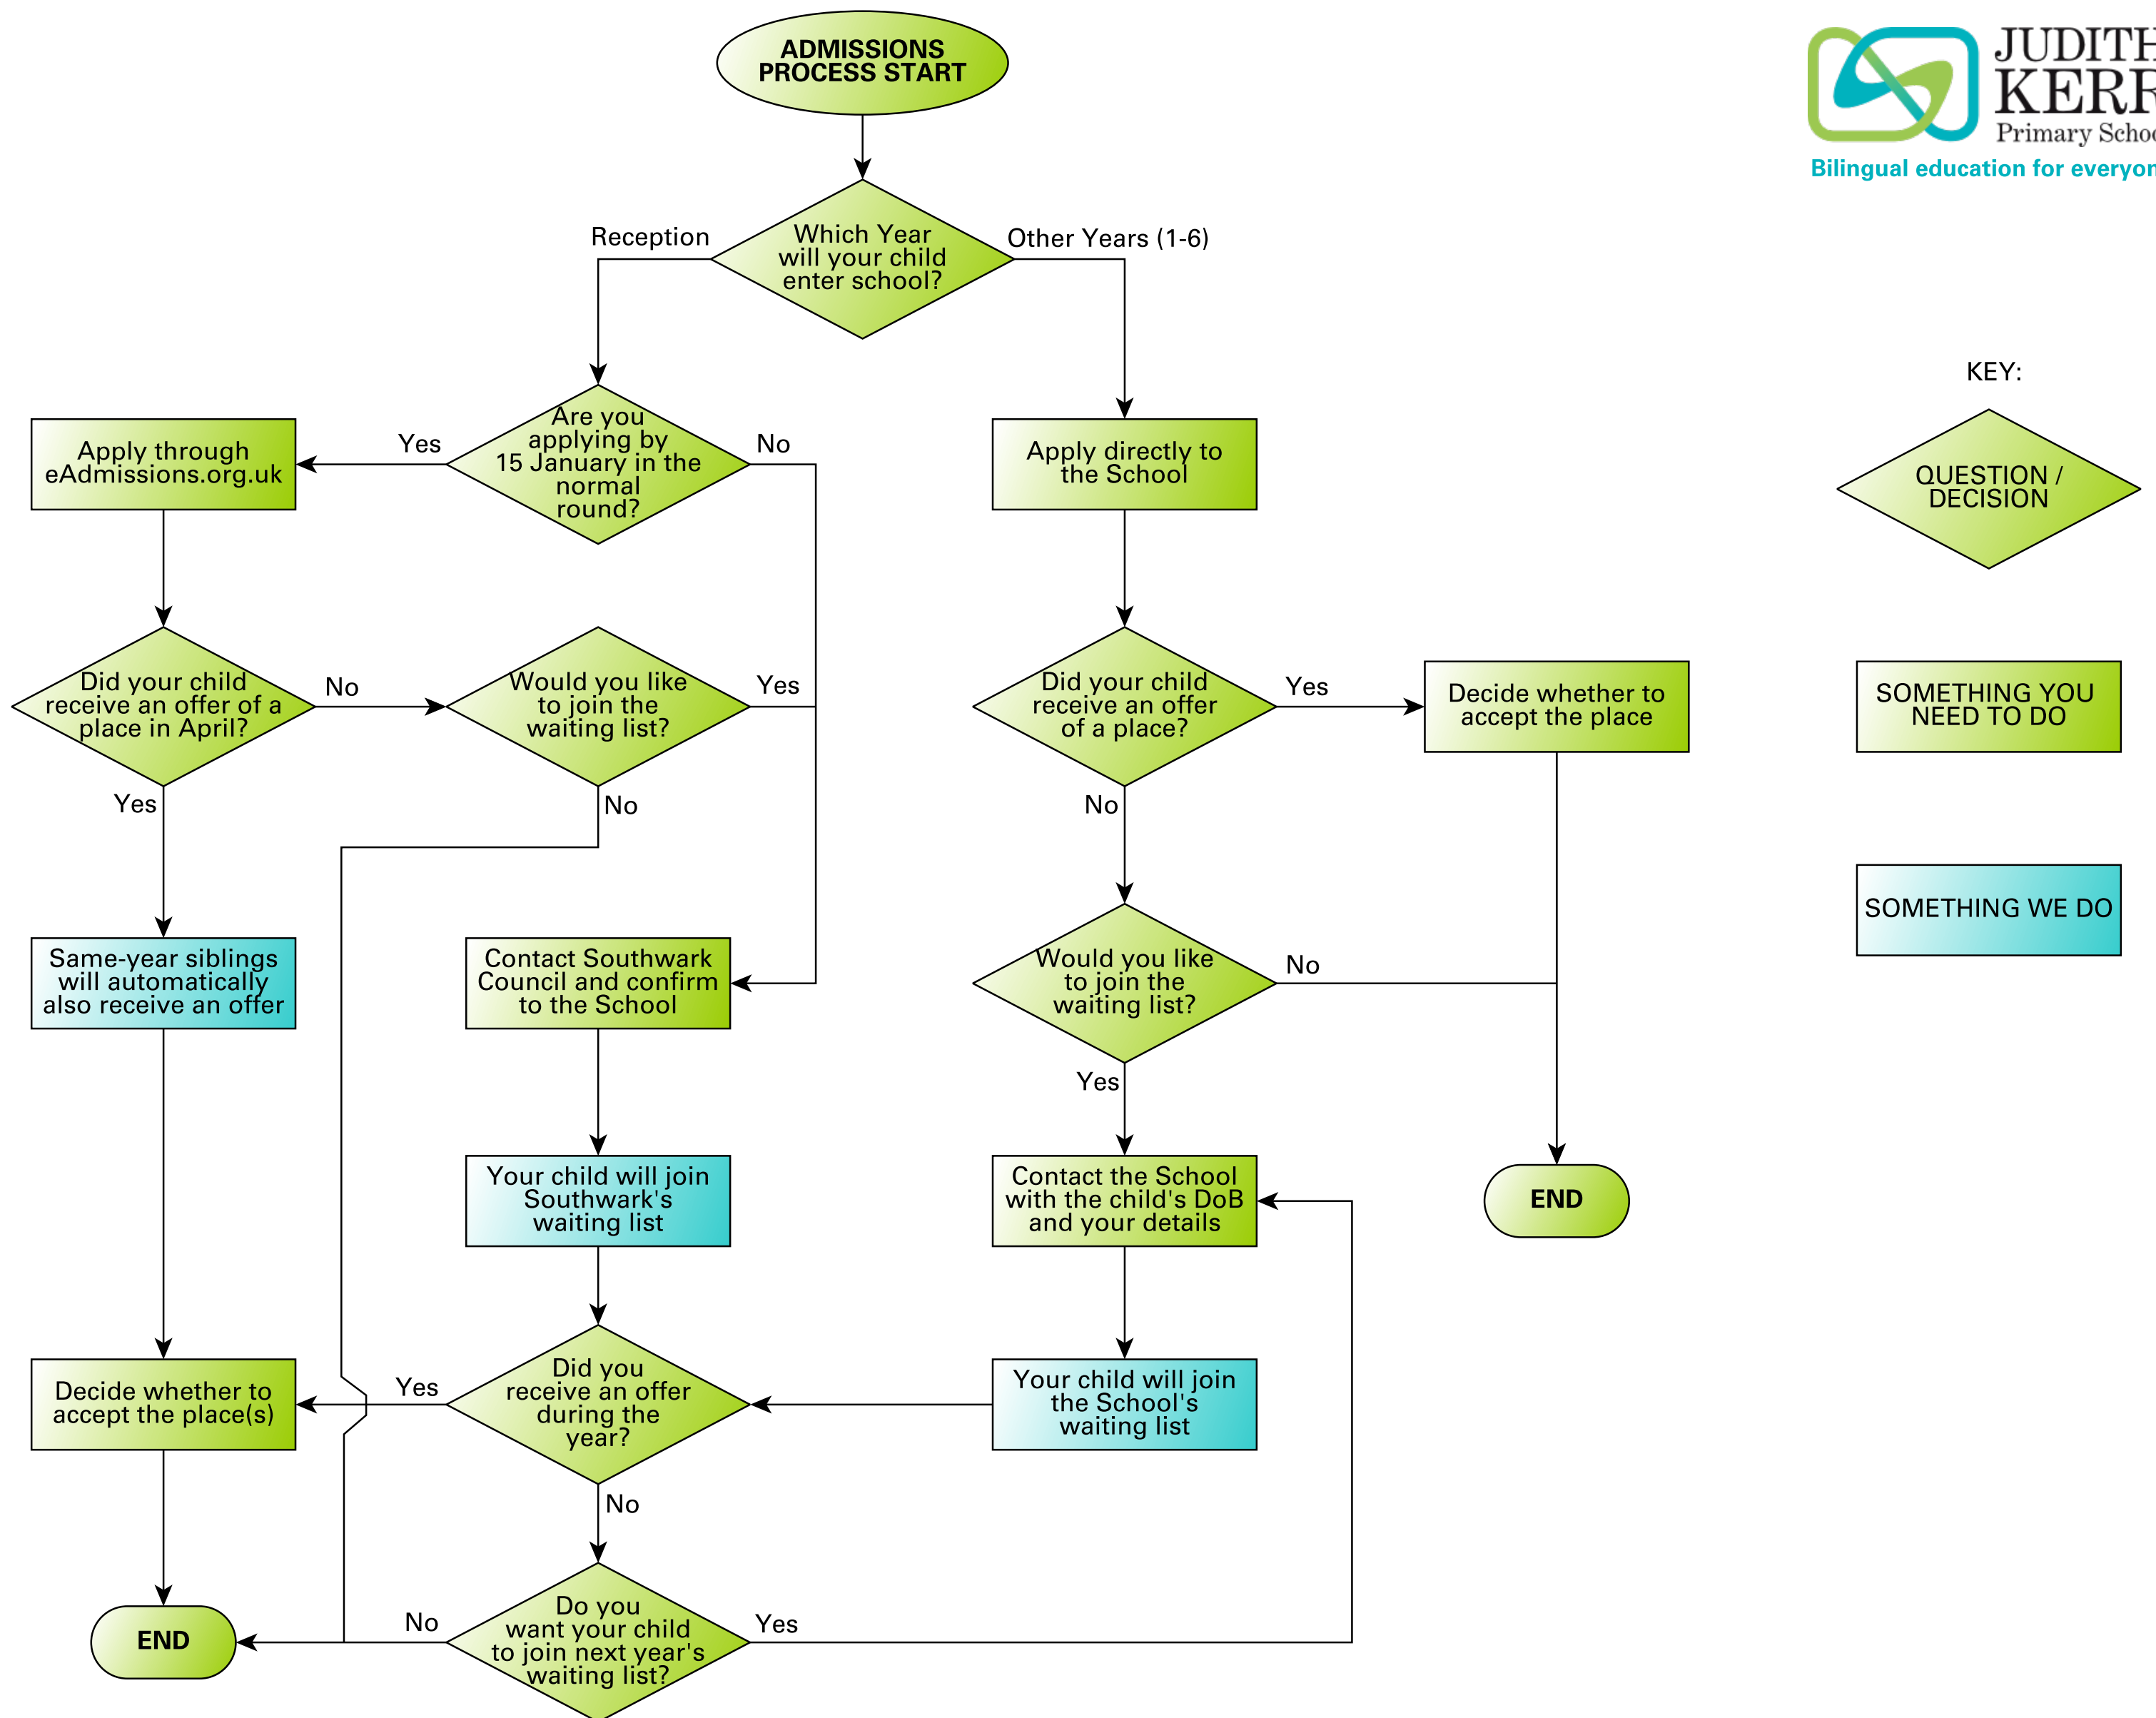 ADMISSIONS
PROCESS START
JUDITH
KERR
Primary Schoo
Bilingual education for everyon
Reception
Which Year
will your child
enter school?
Other Years (1-6)
KEY:
Apply through
eAdmissions.org.uk
Yes
Are you
applying by
15 January in the
normal
round?
No
Apply directly to
the School
QUESTION /
DECISION
Did your child
receive an offer of a
place in April?
No
Would you like
to join the
waiting list?
Yes
Did your child
receive an offer
of a place?
Yes
Decide whether to
accept the place
SOMETHING YOU
NEED TO DO
Yes
No
No
SOMETHING WE DO
Same-year siblings
will automatically
also receive an offer
Contact Southwark
Council and confirm
to the School
Would you like
to join the
waiting list?
No
Yes
Your child will join
Southwark's
waiting list
Contact the School
with the child's DoB
and your details
END
Decide whether to
accept the place(s)
Yes
Did you
receive an offer
during the
year?
Your child will join
the School's
waiting list
No
END
No
Do you
want your child
to join next year's
waiting list?
Yes